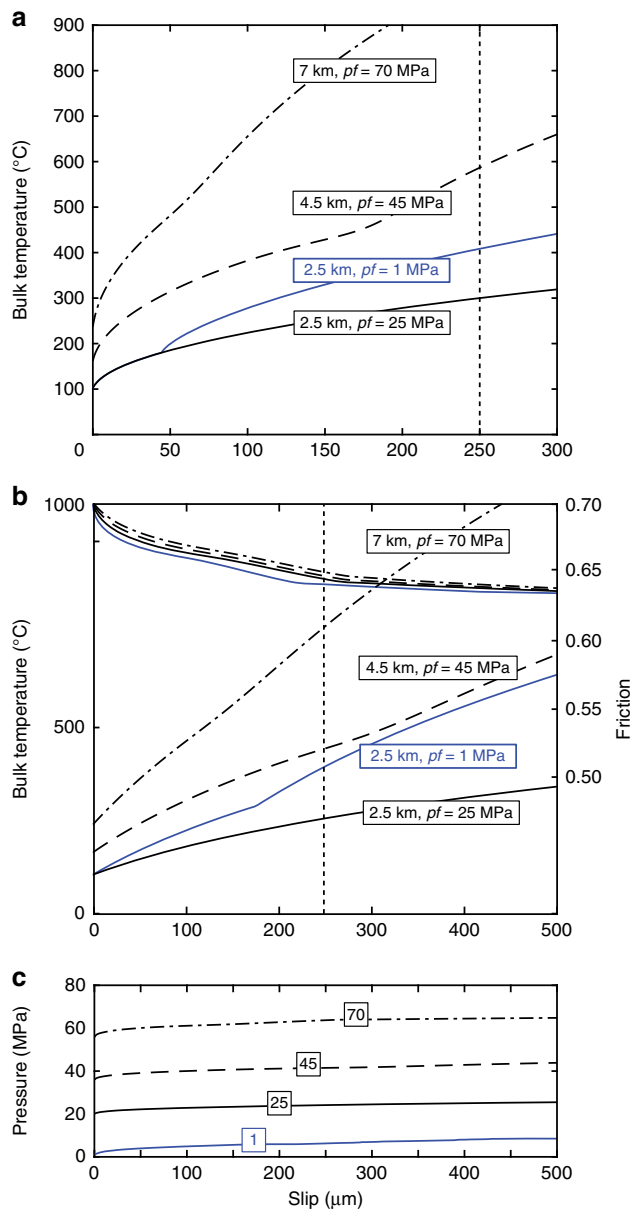 a
900
800
700
600
500
400
300
200
100
0
Bulk temperature (°C)
7 km, pf = 70 MPa
4.5 km, pf = 45 MPa
2.5 km, pf = 1 MPa
2.5 km, pf = 25 MPa
0 50 100 150 200 250 300
b
1000
500
0
Bulk temperature (°C)
0.70
0.65
0.60
0.55
0.50
Friction
7 km, pf = 70 MPa
4.5 km, pf = 45 MPa
2.5 km, pf = 1 MPa
2.5 km, pf = 25 MPa
0 100 200 300 400 500
c
80
60
40
20
0
Pressure (MPa)
70
45
25
1
0 100 200 300 400 500
Slip (μm)